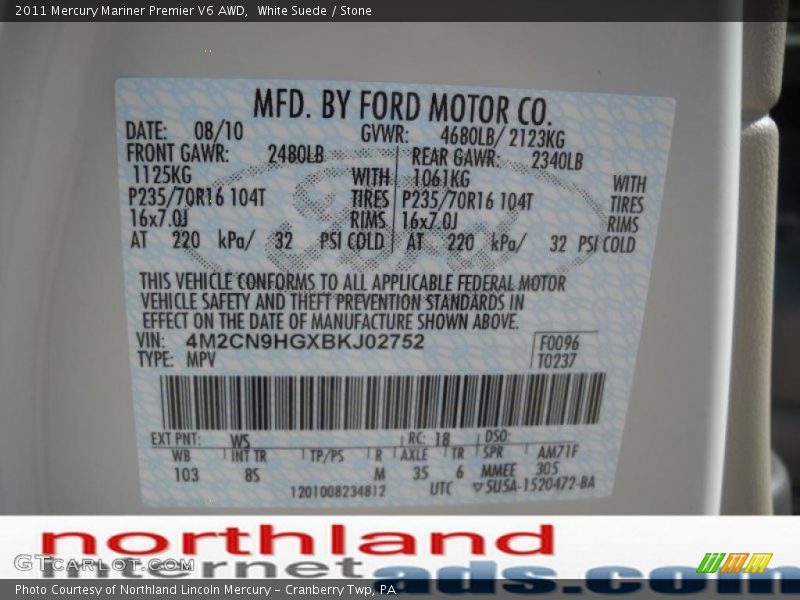 2011 Mercury Mariner Premier V6 AWD,  White Suede / Stone
MFD. BY FORD MOTOR CO.
DATE: 08/10 GVWR: 4680LB/ 2123KG
FRONT GAWR: 2480LB REAR GAWR: 2340LB
1125KG WITH 1061KG WITH
P235/70R16 104T TIRES P235/70R16 104T TIRES
16x7.0J RIMS 16x7.0J RIMS
AT 220 kPa/ 32 PSI COLD AT 220 kPa/ 32 PSI COLD
Ford
THIS VEHICLE CONFORMS TO ALL APPLICABLE FEDERAL MOTOR
VEHICLE SAFETY AND THEFT PREVENTION STANDARDS IN
EFFECT ON THE DATE OF MANUFACTURE SHOWN ABOVE.
VIN: 4M2CN9HGXBKJ02752 F0096
TYPE: MPV T0237
EXT PNT: WS RC: 18 DSO:
WB INT TR TP/PS R AXLE TR SPR AM71F
103 8S M 35 6 MMEE 305
1201008234812 UTC ▽5U5A-1520472-BA
northland
GTCarLot.com
internet ads.com
Photo Courtesy of Northland Lincoln Mercury – Cranberry Twp, PA